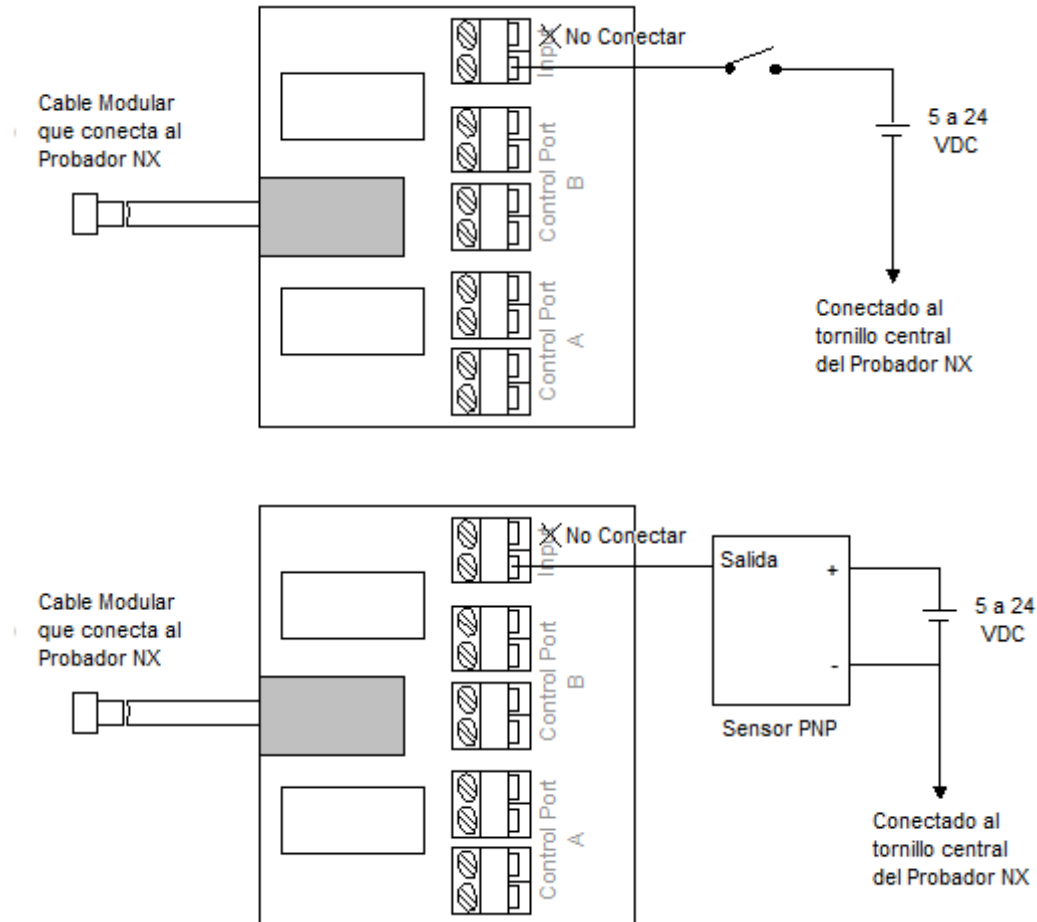 No Conectar
Input
Cable Modular
que conecta al
Probador NX
Control Port
B
5 a 24
VDC
Control Port
A
Conectado al
tornillo central
del Probador NX
No Conectar
Input
Salida
+
-
Sensor PNP
5 a 24
VDC
Cable Modular
que conecta al
Probador NX
Control Port
B
Control Port
A
Conectado al
tornillo central
del Probador NX